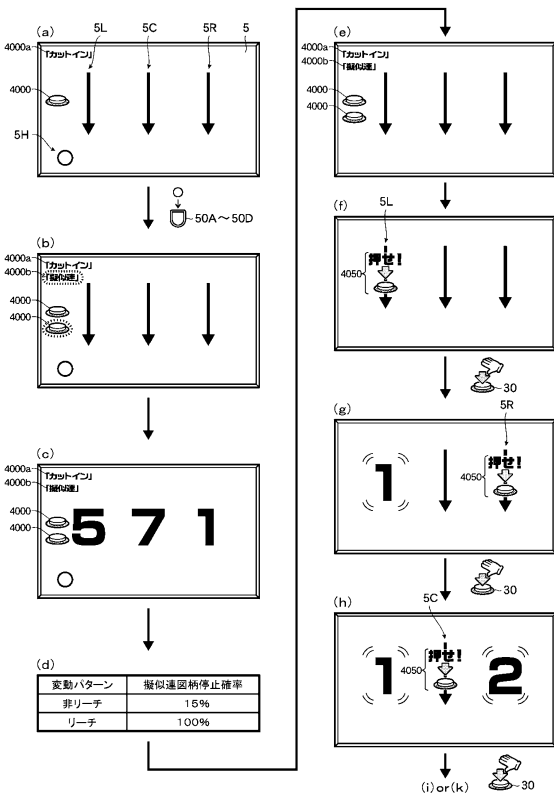 (a)
5L
5C
5R
5
4000a
「カットイン」
4000
5H
50A～50D
(b)
4000a
「カットイン」
4000b
「擬似連」
4000
4000
(c)
4000a
「カットイン」
4000b
「擬似連」
4000
4000
5 7 1
(d)
変動パターン 擬似連図柄停止確率
非リーチ 15%
リーチ 100%
(e)
4000a
「カットイン」
4000b
「擬似連」
4000
4000
(f)
5L
押せ！
4050
30
(g)
5R
1
押せ！
4050
30
(h)
5C
1
押せ！
4050
2
(i)or(k)
30